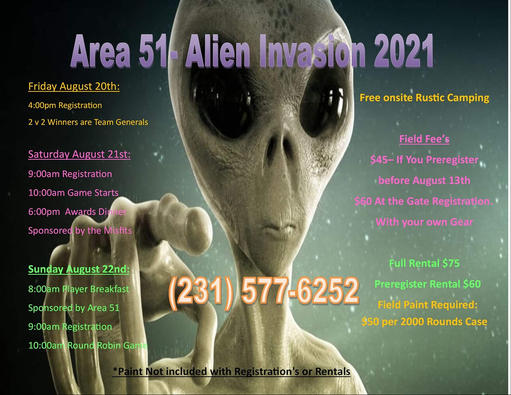 Area 51- Alien Invasion 2021
Friday August 20th:
4:00pm Registration
2 v 2 Winners are Team Generals
Saturday August 21st:
9:00am Registration
10:00am Game Starts
6:00pm Awards Dinner
Sponsored by the Misfits
Sunday August 22nd:
8:00am Player Breakfast
Sponsored by Area 51
9:00am Registration
10:00am Round Robin Game
(231) 577-6252
Free onsite Rustic Camping
Field Fee's
$45– If You Preregister
before August 13th
$60 At the Gate Registration.
With your own Gear
Full Rental $75
Preregister Rental $60
Field Paint Required:
$50 per 2000 Rounds Case
*Paint Not included with Registration's or Rentals